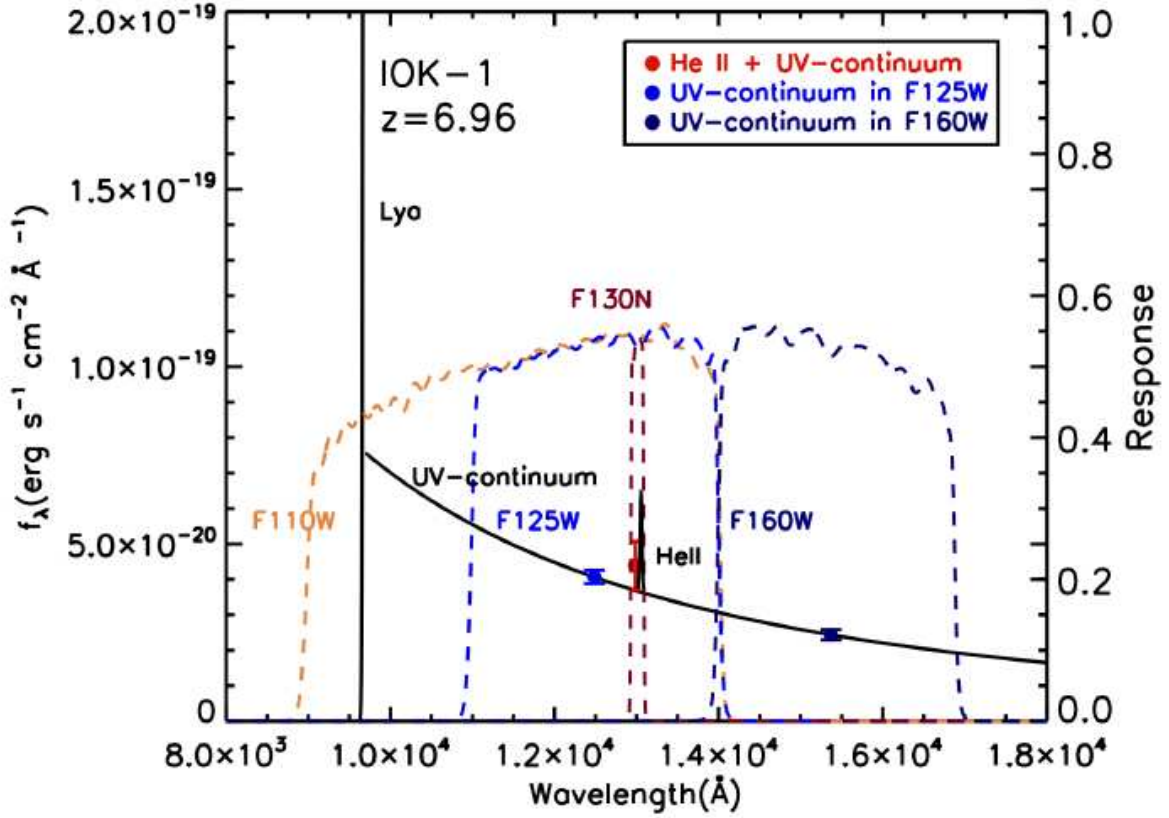 2.0×10⁻¹⁹
1.0
IOK-1
z=6.96
He II + UV-continuum
UV-continuum in F125W
UV-continuum in F160W
0.8
1.5×10⁻¹⁹
Lyα
F130N
0.6
1.0×10⁻¹⁹
0.4
UV-continuum
F110W
F125W
F160W
5.0×10⁻²⁰
HeII
0.2
0
0.0
8.0×10³
1.0×10⁴
1.2×10⁴
1.4×10⁴
1.6×10⁴
1.8×10⁴
Wavelength(Å)
f_λ(erg s⁻¹ cm⁻² Å ⁻¹)
Response